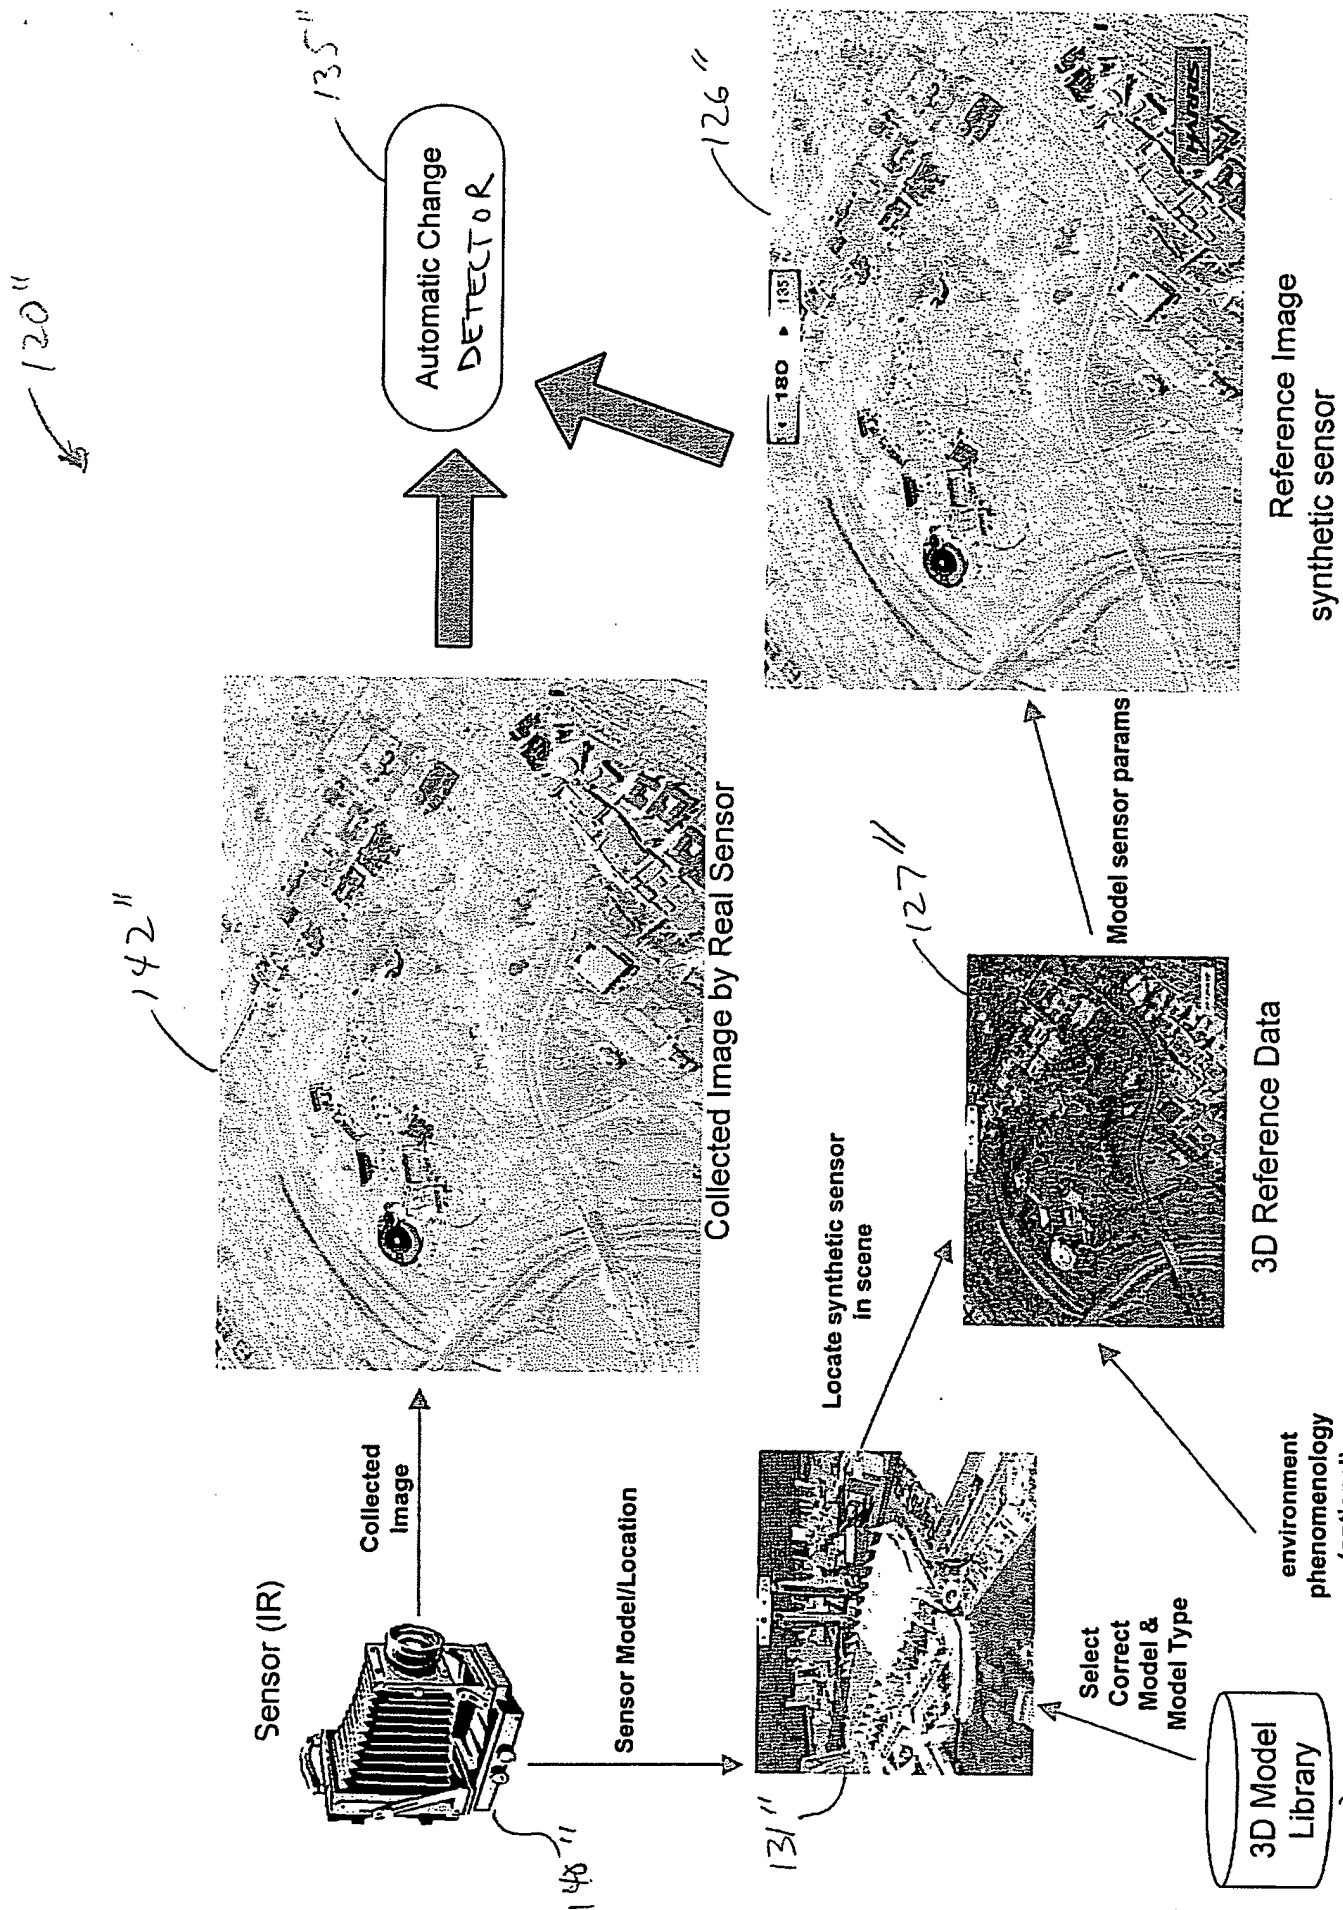 120"
Sensor (IR)
140"
Collected
Image
142"
Collected Image by Real Sensor
135"
Automatic Change
DETECTOR
Sensor Model/Location
131"
Locate synthetic sensor
in scene
127"
3D Reference Data
Model sensor params
126"
180
135
HARRIS
Reference Image
synthetic sensor
Select
Correct
Model &
Model Type
3D Model
Library
environment
phenomenology